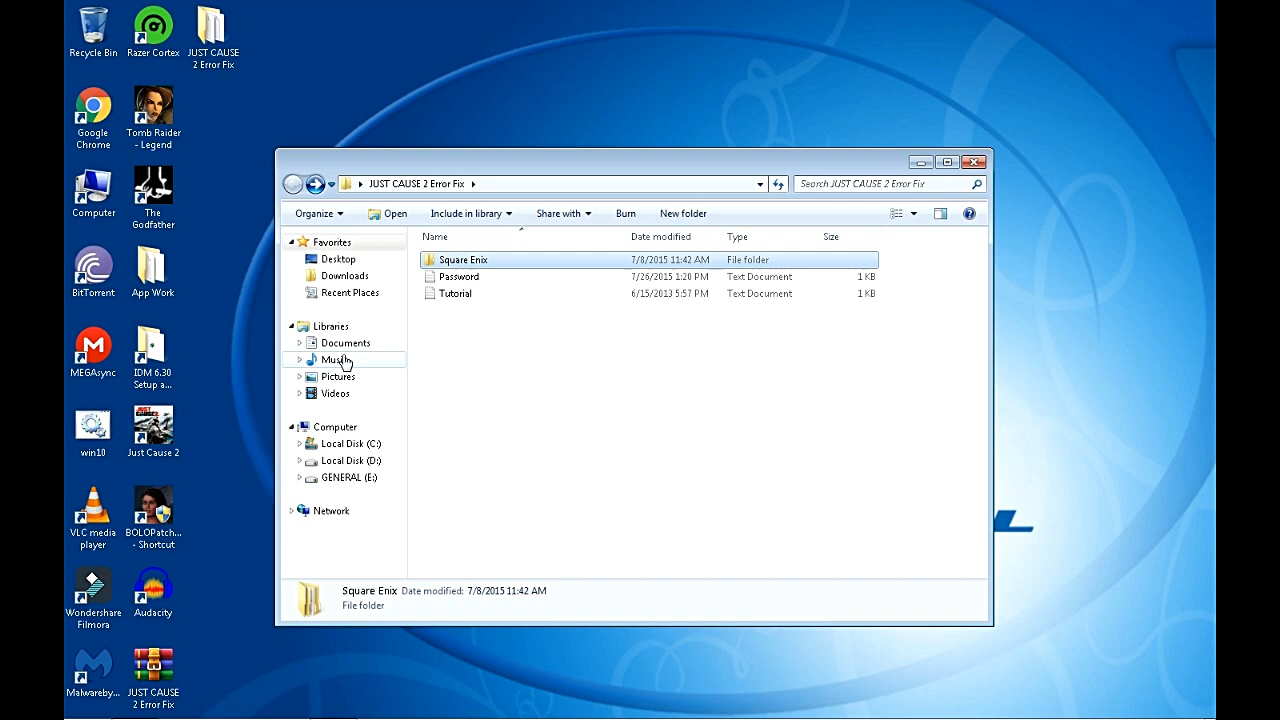 Recycle Bin
Razer Cortex
JUST CAUSE
2 Error Fix
Google
Chrome
Tomb Raider
- Legend
Computer
The
Godfather
BitTorrent
App Work
MEGAsync
IDM 6.30
Setup a...
win10
Just Cause 2
VLC media
player
BOLOPatch...
- Shortcut
Wondershare
Filmora
Audacity
Malwareby...
JUST CAUSE
2 Error Fix
JUST CAUSE 2 Error Fix
Search JUST CAUSE 2 Error Fix
Organize Open Include in library Share with Burn New folder
Name Date modified Type Size
Square Enix 7/8/2015 11:42 AM File folder
Password 7/26/2015 1:20 PM Text Document 1 KB
Tutorial 6/15/2013 5:57 PM Text Document 1 KB
Favorites
Desktop
Downloads
Recent Places
Libraries
Documents
Music
Pictures
Videos
Computer
Local Disk (C:)
Local Disk (D:)
GENERAL (E:)
Network
Square Enix Date modified: 7/8/2015 11:42 AM
File folder